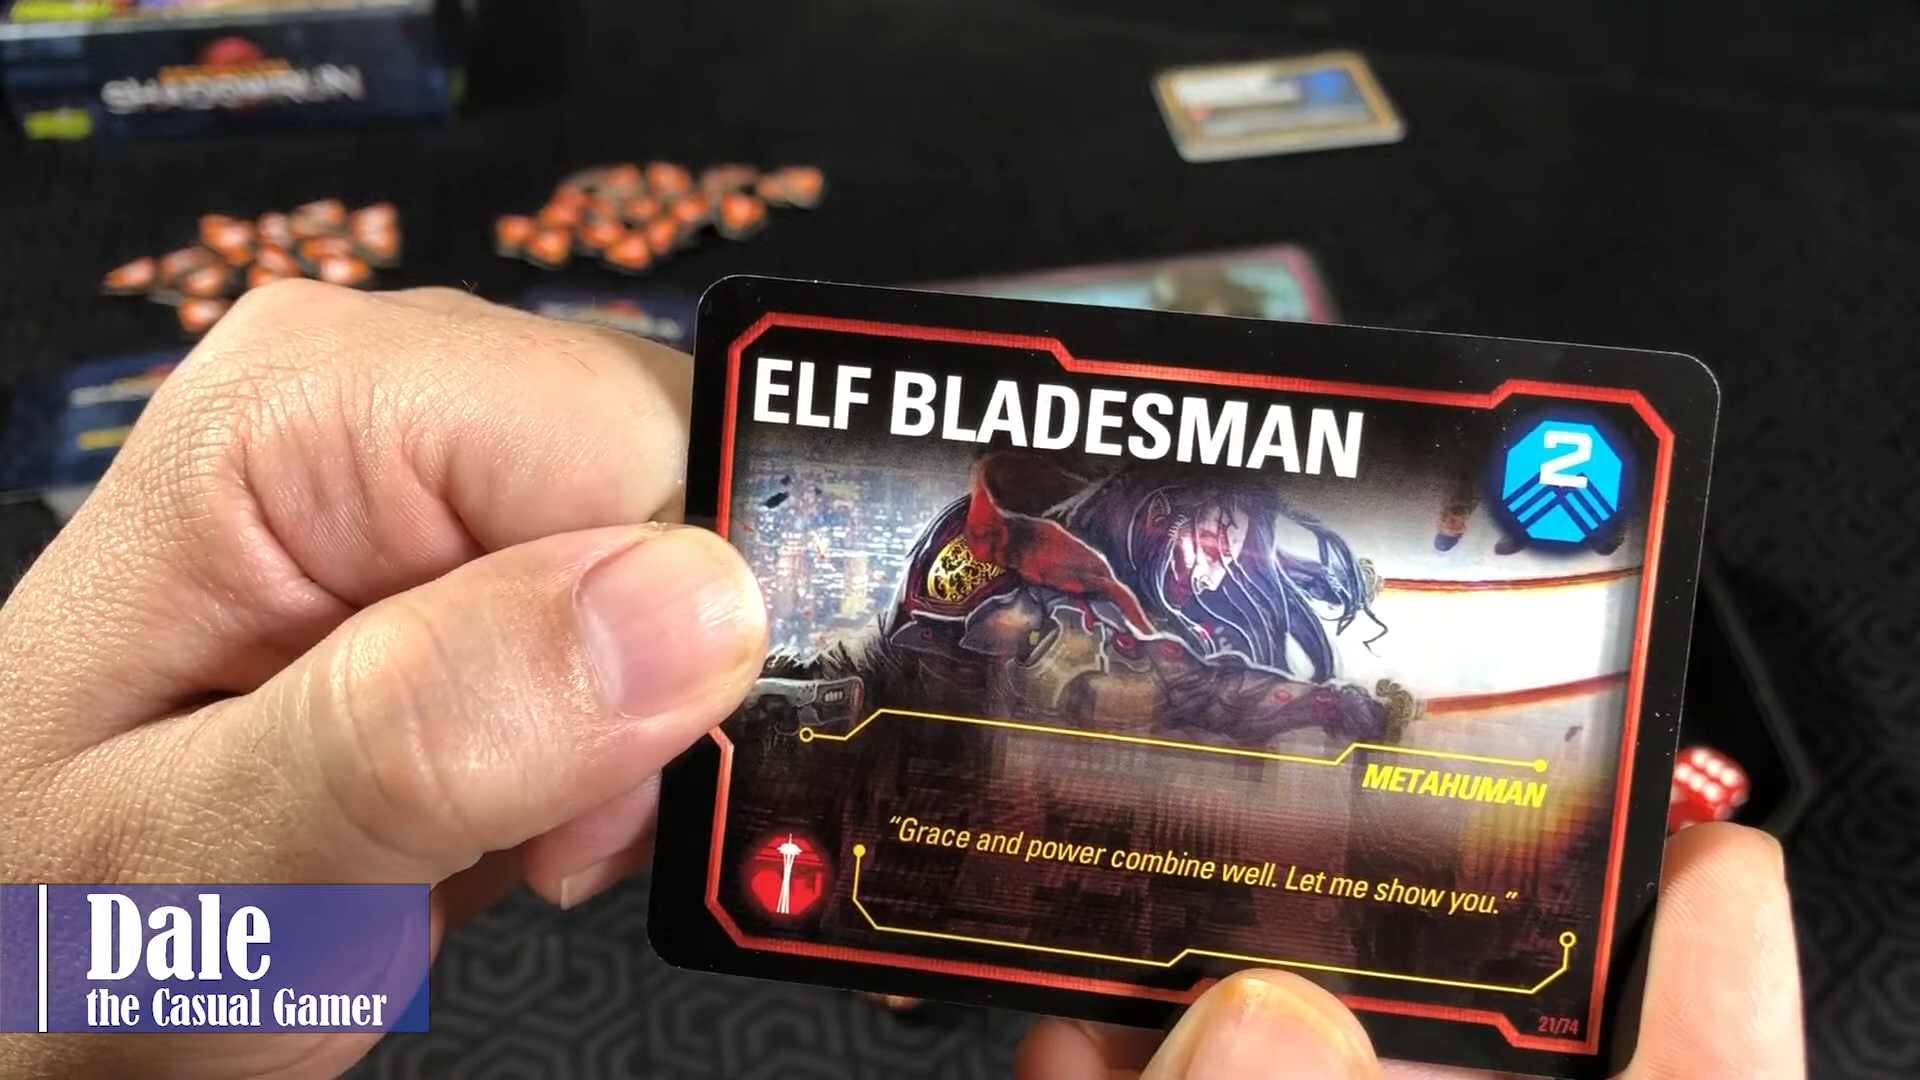 SHADOWRUN
ELF BLADESMAN
2
METAHUMAN
“Grace and power combine well. Let me show you.”
21/74
Dale
the Casual Gamer